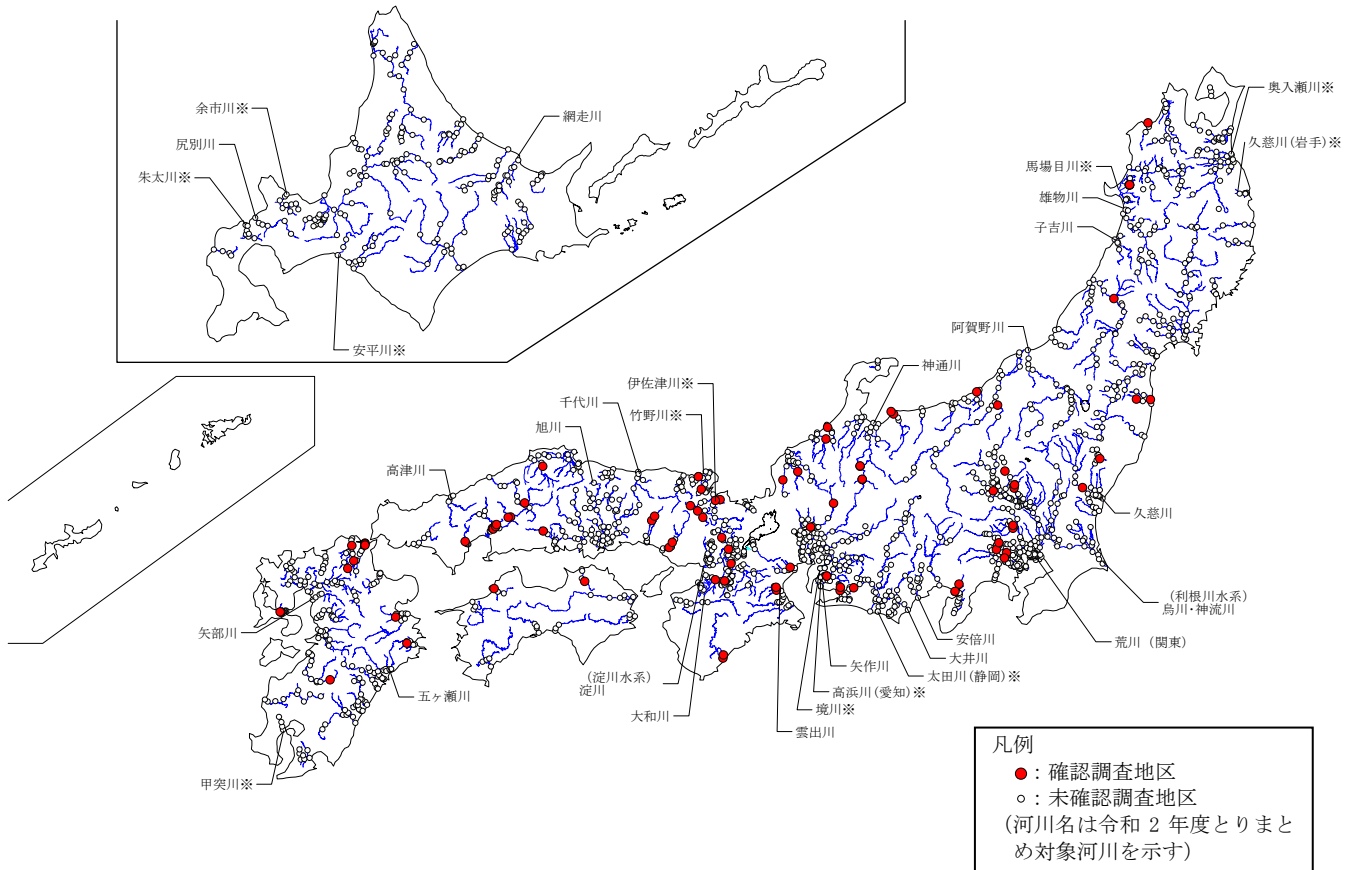 余市川※
尻別川
朱太川※
網走川
安平川※
奥入瀬川※
久慈川(岩手)※
馬場目川※
雄物川
子吉川
阿賀野川
神通川
伊佐津川※
竹野川※
千代川
旭川
高津川
久慈川
(利根川水系)
烏川・神流川
荒川 (関東)
安倍川
大井川
太田川(静岡)※
矢作川
高浜川(愛知)※
境川※
雲出川
(淀川水系)
淀川
大和川
矢部川
五ヶ瀬川
甲突川※
凡例
●:確認調査地区
○:未確認調査地区
(河川名は令和 2 年度とりまと
め対象河川を示す)